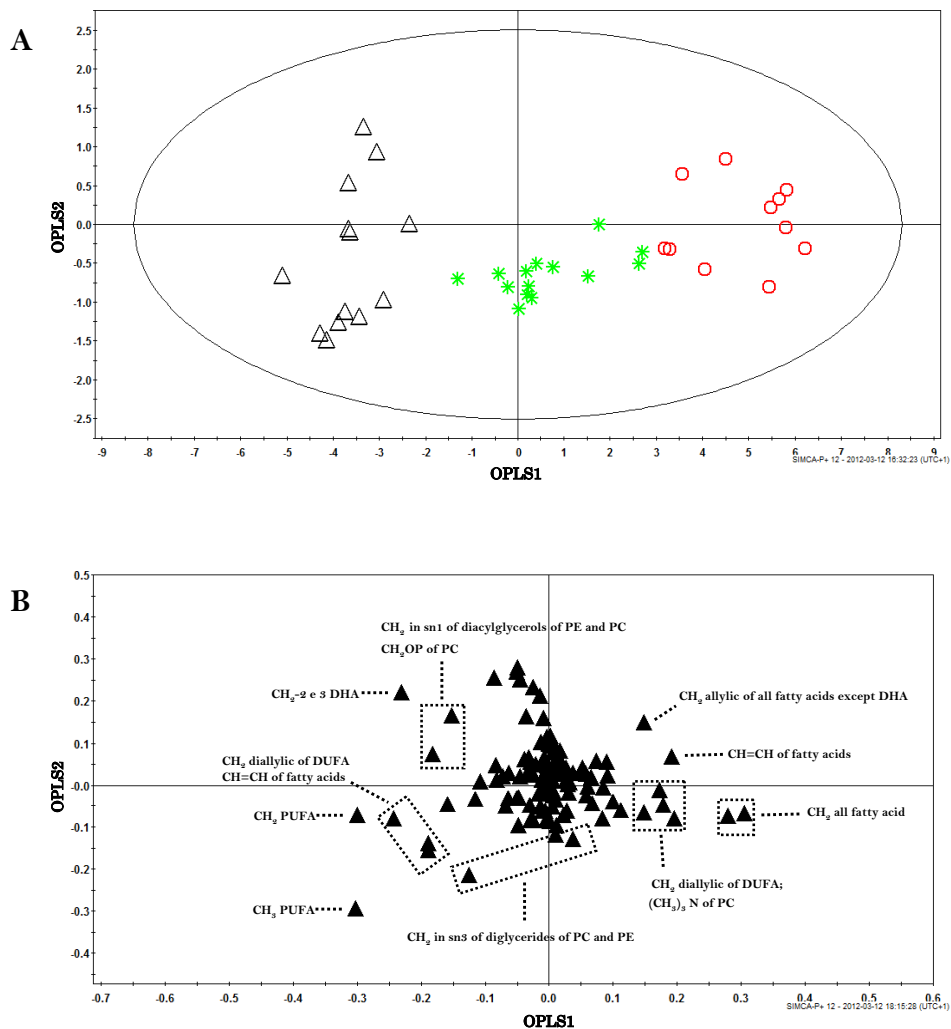 A
2.5
2.0
1.5
1.0
0.5
0.0
-0.5
-1.0
-1.5
-2.0
-2.5
OPLS2
-9 -8 -7 -6 -5 -4 -3 -2 -1 0 1 2 3 4 5 6 7 8 9
OPLS1
SIMCA-P+ 12 - 2012-03-12 16:32:23 (UTC+1)
B
0.5
0.4
0.3
0.2
0.1
-0.0
-0.1
-0.2
-0.3
-0.4
OPLS2
CH₂ in sn1 of diacylglycerols of PE and PC
CH₂OP of PC
CH₂-2 e 3 DHA
CH₂ allylic of all fatty acids except DHA
CH=CH of fatty acids
CH₂ diallylic of DUFA
CH=CH of fatty acids
CH₂ PUFA
CH₂ all fatty acid
CH₂ diallylic of DUFA;
(CH₃)₃ N of PC
CH₃ PUFA
CH₂ in sn3 of diglycerides of PC and PE
-0.7 -0.6 -0.5 -0.4 -0.3 -0.2 -0.1 0.0 0.1 0.2 0.3 0.4 0.5 0.6
OPLS1
SIMCA-P+ 12 - 2012-03-12 18:15:28 (UTC+1)